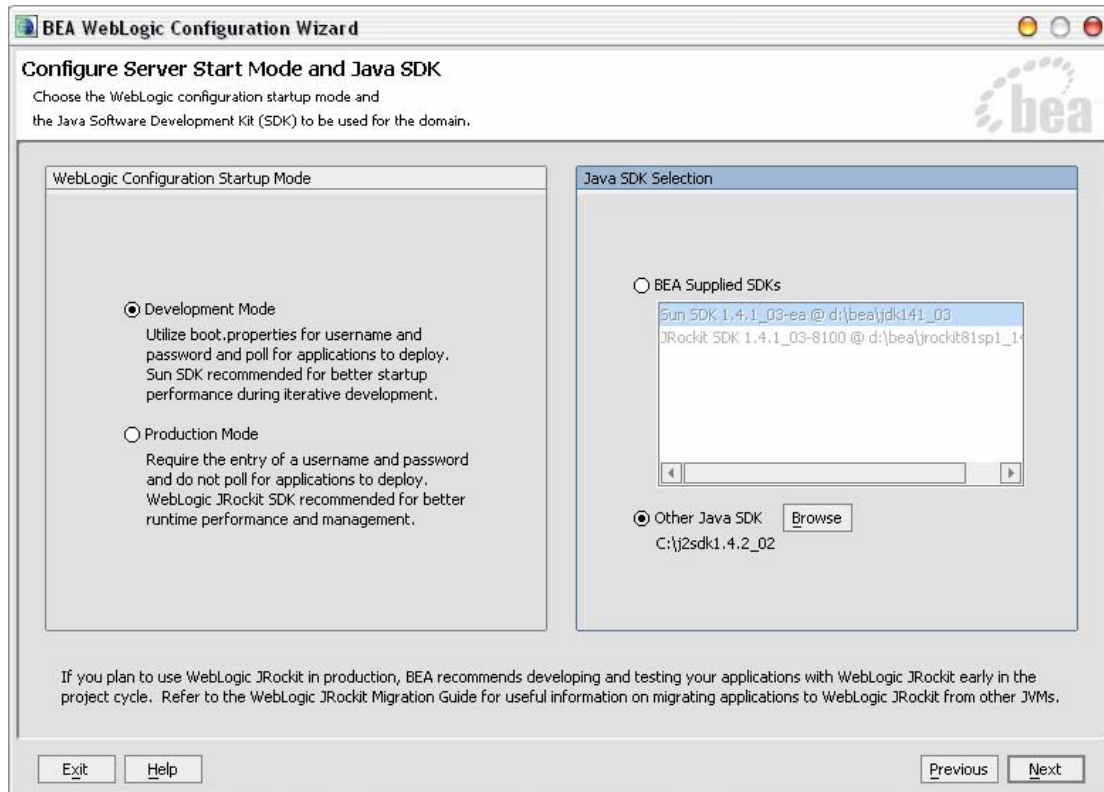 BEA WebLogic Configuration Wizard
Configure Server Start Mode and Java SDK
Choose the WebLogic configuration startup mode and
the Java Software Development Kit (SDK) to be used for the domain.
bea
WebLogic Configuration Startup Mode
Development Mode
Utilize boot.properties for username and
password and poll for applications to deploy.
Sun SDK recommended for better startup
performance during iterative development.
Production Mode
Require the entry of a username and password
and do not poll for applications to deploy.
WebLogic JRockit SDK recommended for better
runtime performance and management.
Java SDK Selection
BEA Supplied SDKs
Sun SDK 1.4.1_03-ea @ d:\bea\jdk141_03
JRockit SDK 1.4.1_03-8100 @ d:\bea\jrockit81sp1_14
Other Java SDK Browse
C:\j2sdk1.4.2_02
If you plan to use WebLogic JRockit in production, BEA recommends developing and testing your applications with WebLogic JRockit early in the
project cycle. Refer to the WebLogic JRockit Migration Guide for useful information on migrating applications to WebLogic JRockit from other JVMs.
Exit Help Previous Next